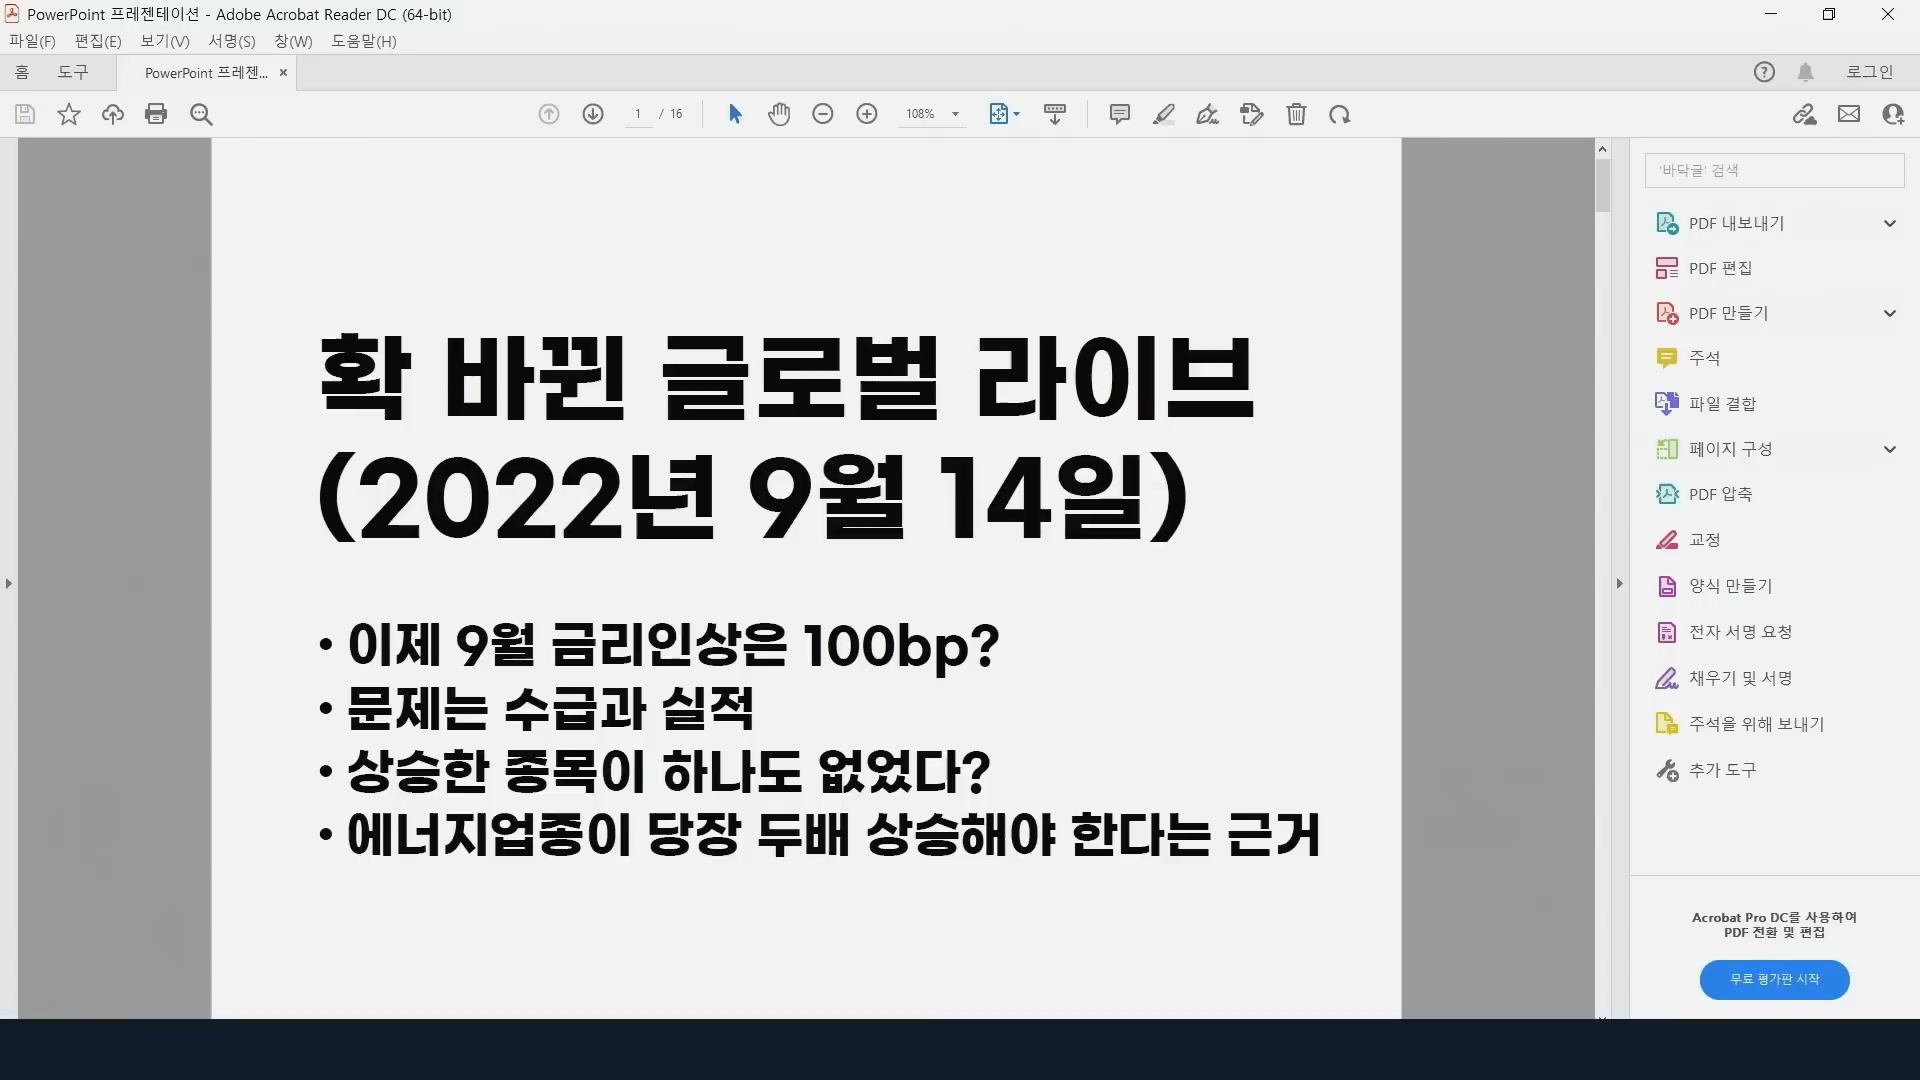 PowerPoint 프레젠테이션 - Adobe Acrobat Reader DC (64-bit)
파일(F) 편집(E) 보기(V) 서명(S) 창(W) 도움말(H)
홈 도구 PowerPoint 프레젠... × 로그인
1 / 16 108%
'바닥글' 검색
확 바뀐 글로벌 라이브
(2022년 9월 14일)
• 이제 9월 금리인상은 100bp?
• 문제는 수급과 실적
• 상승한 종목이 하나도 없었다?
• 에너지업종이 당장 두배 상승해야 한다는 근거
PDF 내보내기
PDF 편집
PDF 만들기
주석
파일 결합
페이지 구성
PDF 압축
교정
양식 만들기
전자 서명 요청
채우기 및 서명
주석을 위해 보내기
추가 도구
Acrobat Pro DC를 사용하여
PDF 전환 및 편집
무료 평가판 시작